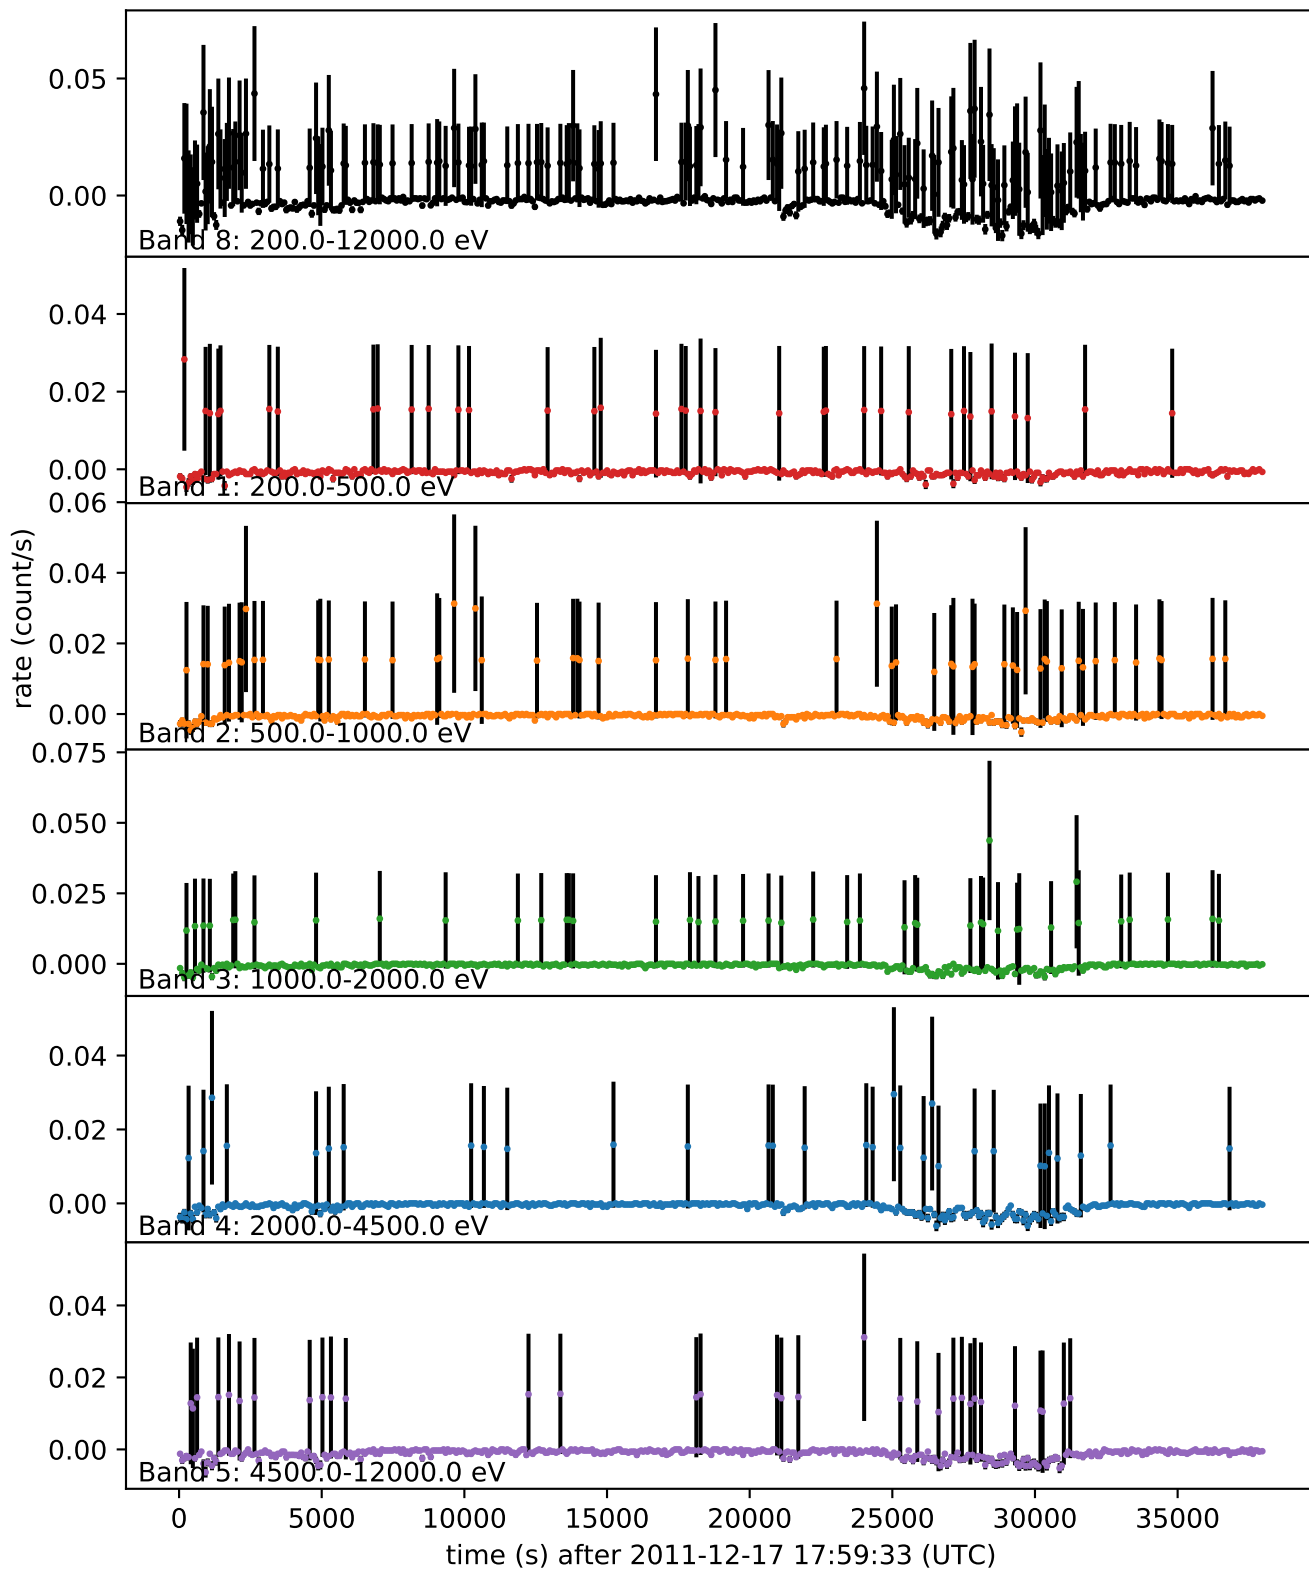 0.05
0.00
Band 8: 200.0-12000.0 eV
0.04
0.02
0.00
Band 1: 200.0-500.0 eV
0.06
0.04
0.02
0.00
Band 2: 500.0-1000.0 eV
rate (count/s)
0.075
0.050
0.025
0.000
Band 3: 1000.0-2000.0 eV
0.04
0.02
0.00
Band 4: 2000.0-4500.0 eV
0.04
0.02
0.00
Band 5: 4500.0-12000.0 eV
0 5000 10000 15000 20000 25000 30000 35000
time (s) after 2011-12-17 17:59:33 (UTC)